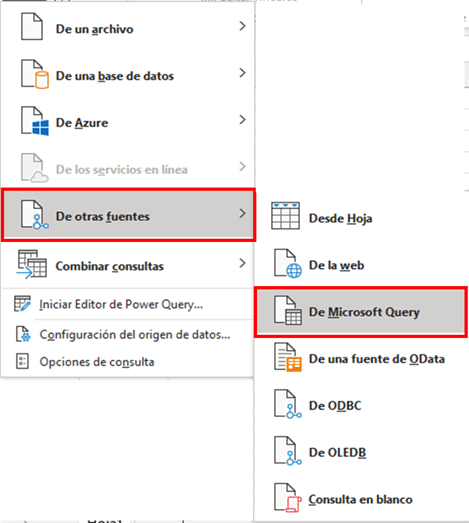 De un archivo
De una base de datos
De Azure
De los servicios en línea
De otras fuentes
Combinar consultas
Iniciar Editor de Power Query...
Configuración del origen de datos...
Opciones de consulta
Desde Hoja
De la web
De Microsoft Query
De una fuente de OData
De ODBC
De OLEDB
Consulta en blanco